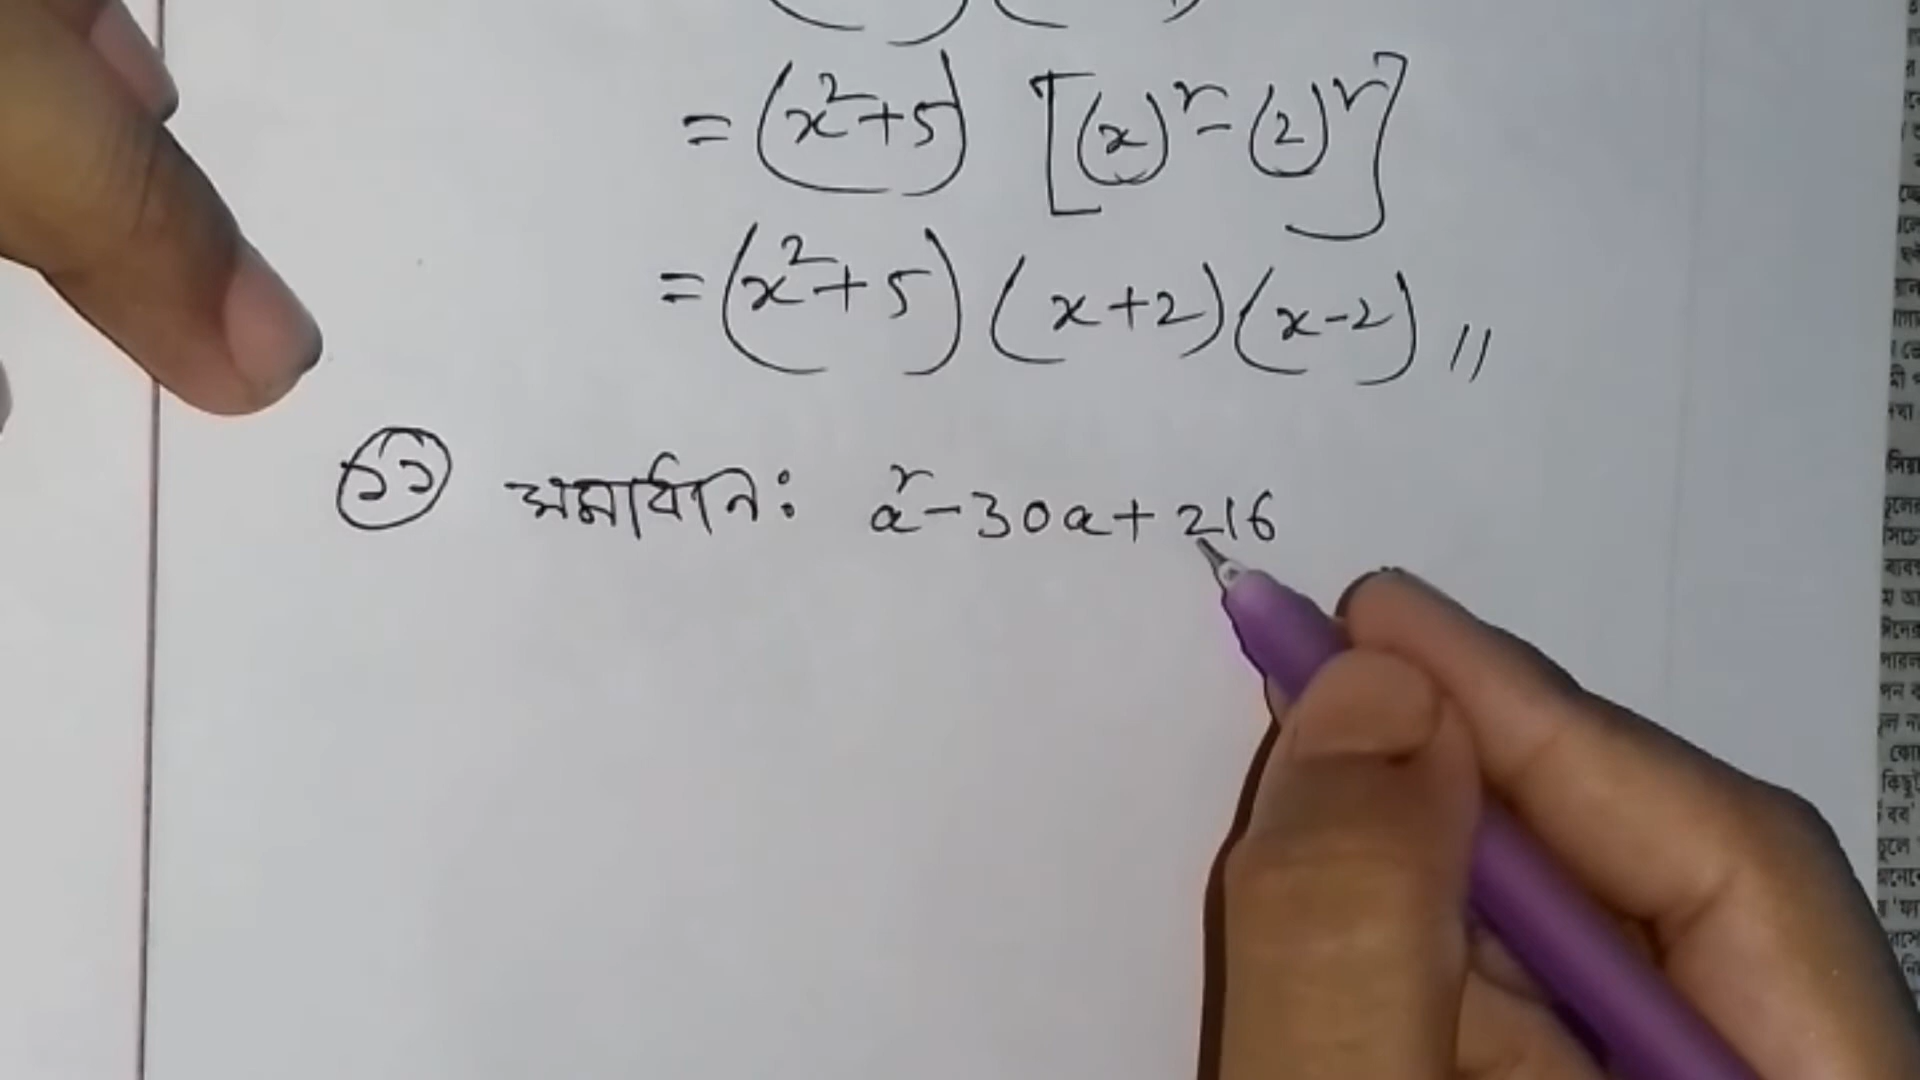 = (x²+5) [(x)² - (2)²]
= (x²+5) (x+2)(x-2) //
১১ সমাধান: a² - 30a + 216